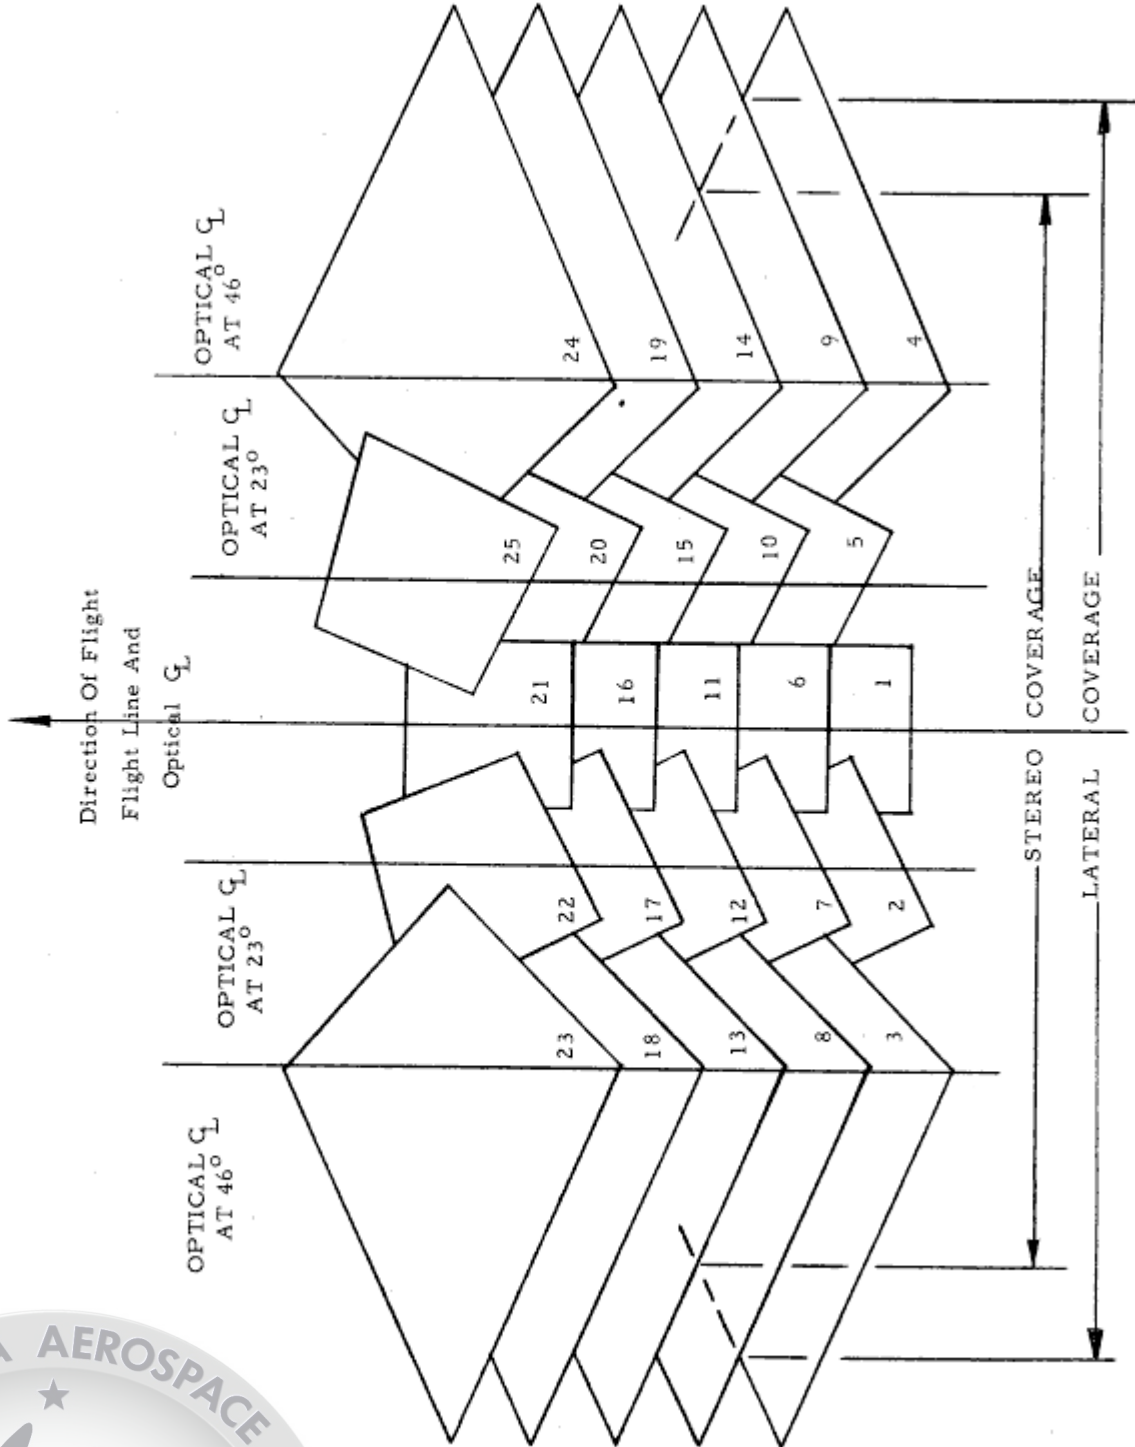 Direction Of Flight
Flight Line And
Optical ℄
OPTICAL ℄
AT 46°
OPTICAL ℄
AT 23°
OPTICAL ℄
AT 23°
OPTICAL ℄
AT 46°
24
19
14
9
4
25
20
15
10
5
21
16
11
6
1
22
17
12
7
2
23
18
13
8
3
STEREO COVERAGE
LATERAL COVERAGE
AEROSPACE